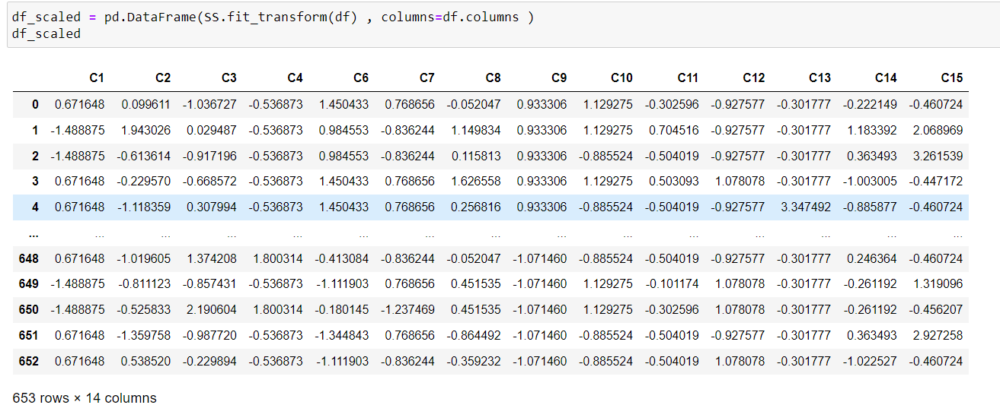 df_scaled = pd.DataFrame(SS.fit_transform(df) , columns=df.columns )
df_scaled
C1 C2 C3 C4 C6 C7 C8 C9 C10 C11 C12 C13 C14 C15
0 0.671648 0.099611 -1.036727 -0.536873 1.450433 0.768656 -0.052047 0.933306 1.129275 -0.302596 -0.927577 -0.301777 -0.222149 -0.460724
1 -1.488875 1.943026 0.029487 -0.536873 0.984553 -0.836244 1.149834 0.933306 1.129275 0.704516 -0.927577 -0.301777 1.183392 2.068969
2 -1.488875 -0.613614 -0.917196 -0.536873 0.984553 -0.836244 0.115813 0.933306 -0.885524 -0.504019 -0.927577 -0.301777 0.363493 3.261539
3 0.671648 -0.229570 -0.668572 -0.536873 1.450433 0.768656 1.626558 0.933306 1.129275 0.503093 1.078078 -0.301777 -1.003005 -0.447172
4 0.671648 -1.118359 0.307994 -0.536873 1.450433 0.768656 0.256816 0.933306 -0.885524 -0.504019 -0.927577 3.347492 -0.885877 -0.460724
... ... ... ... ... ... ... ... ... ... ... ... ... ... ...
648 0.671648 -1.019605 1.374208 1.800314 -0.413084 -0.836244 -0.052047 -1.071460 -0.885524 -0.504019 -0.927577 -0.301777 0.246364 -0.460724
649 -1.488875 -0.811123 -0.857431 -0.536873 -1.111903 0.768656 0.451535 -1.071460 1.129275 -0.101174 1.078078 -0.301777 -0.261192 1.319096
650 -1.488875 -0.525833 2.190604 1.800314 -0.180145 -1.237469 0.451535 -1.071460 1.129275 -0.302596 1.078078 -0.301777 -0.261192 -0.456207
651 0.671648 -1.359758 -0.987720 -0.536873 -1.344843 0.768656 -0.864492 -1.071460 -0.885524 -0.504019 -0.927577 -0.301777 0.363493 2.927258
652 0.671648 0.538520 -0.229894 -0.536873 -1.111903 -0.836244 -0.359232 -1.071460 -0.885524 -0.504019 1.078078 -0.301777 -1.022527 -0.460724
653 rows × 14 columns